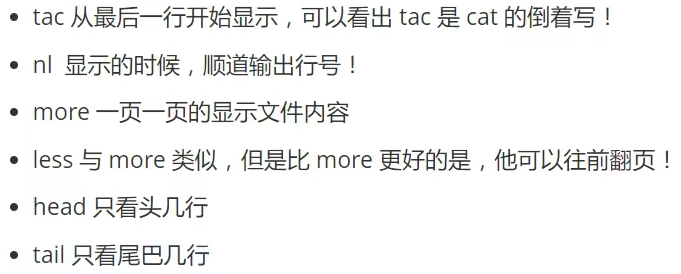 • tac 从最后一行开始显示，可以看出 tac 是 cat 的倒着写！
• nl  显示的时候，顺道输出行号！
• more 一页一页的显示文件内容
• less 与 more 类似，但是比 more 更好的是，他可以往前翻页！
• head 只看头几行
• tail 只看尾巴几行